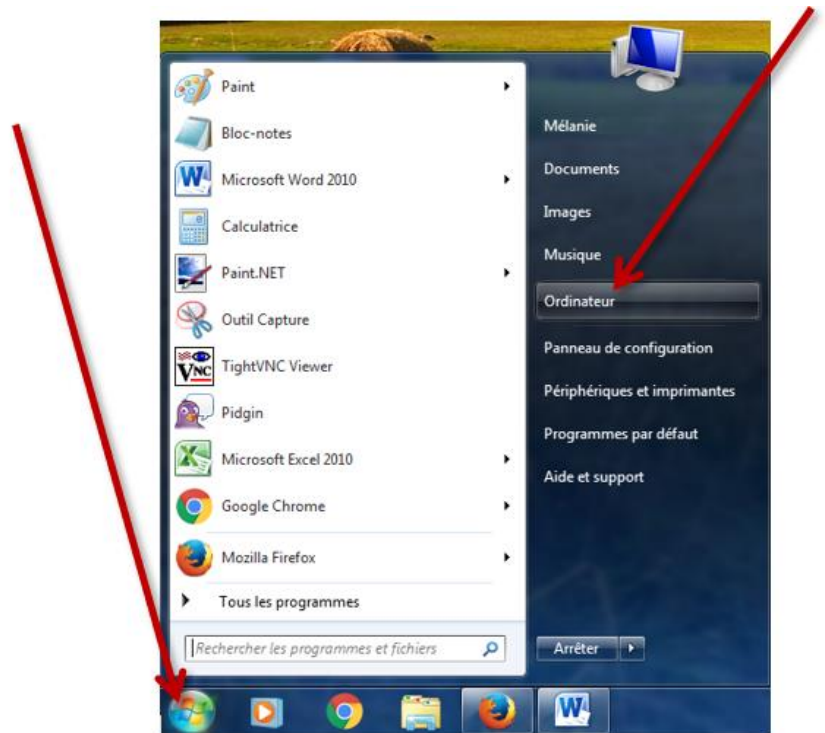 Paint
Bloc-notes
Microsoft Word 2010
Calculatrice
Paint.NET
Outil Capture
VNC
TightVNC Viewer
Pidgin
Microsoft Excel 2010
Google Chrome
Mozilla Firefox
Tous les programmes
Rechercher les programmes et fichiers
Mélanie
Documents
Images
Musique
Ordinateur
Panneau de configuration
Périphériques et imprimantes
Programmes par défaut
Aide et support
Arrêter